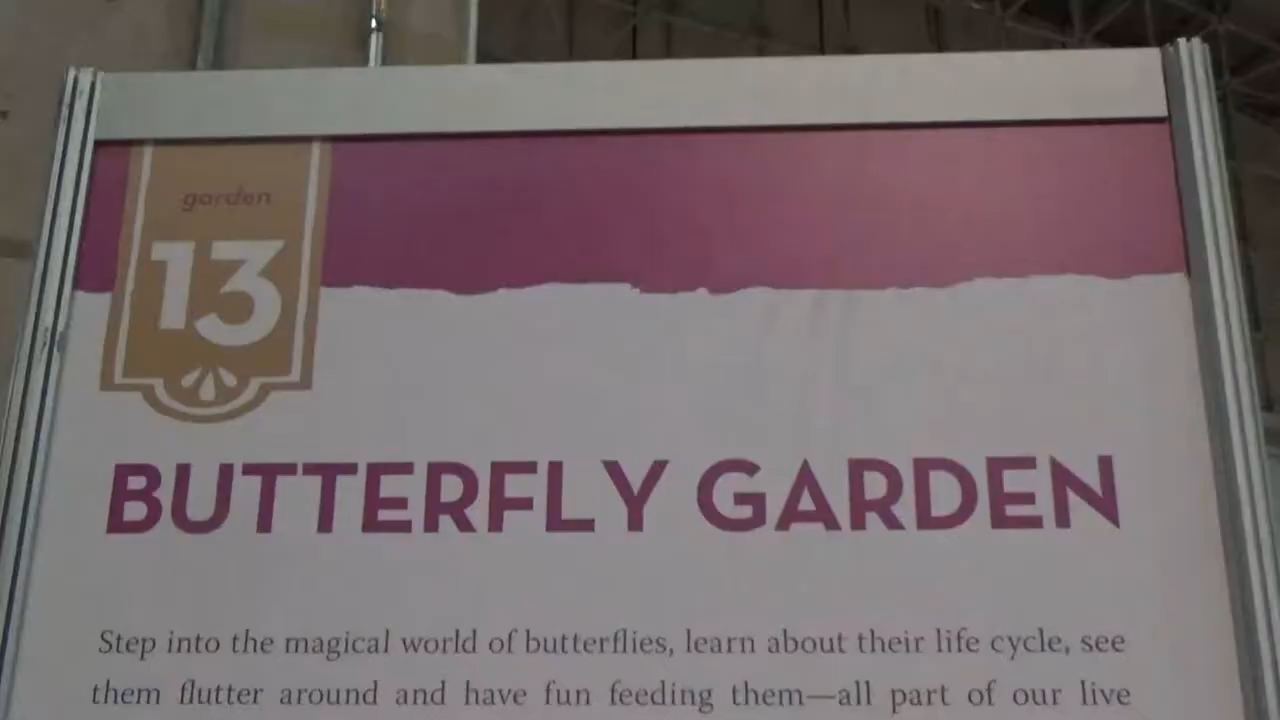 garden
13
BUTTERFLY GARDEN
Step into the magical world of butterflies, learn about their life cycle, see
them flutter around and have fun feeding them—all part of our live